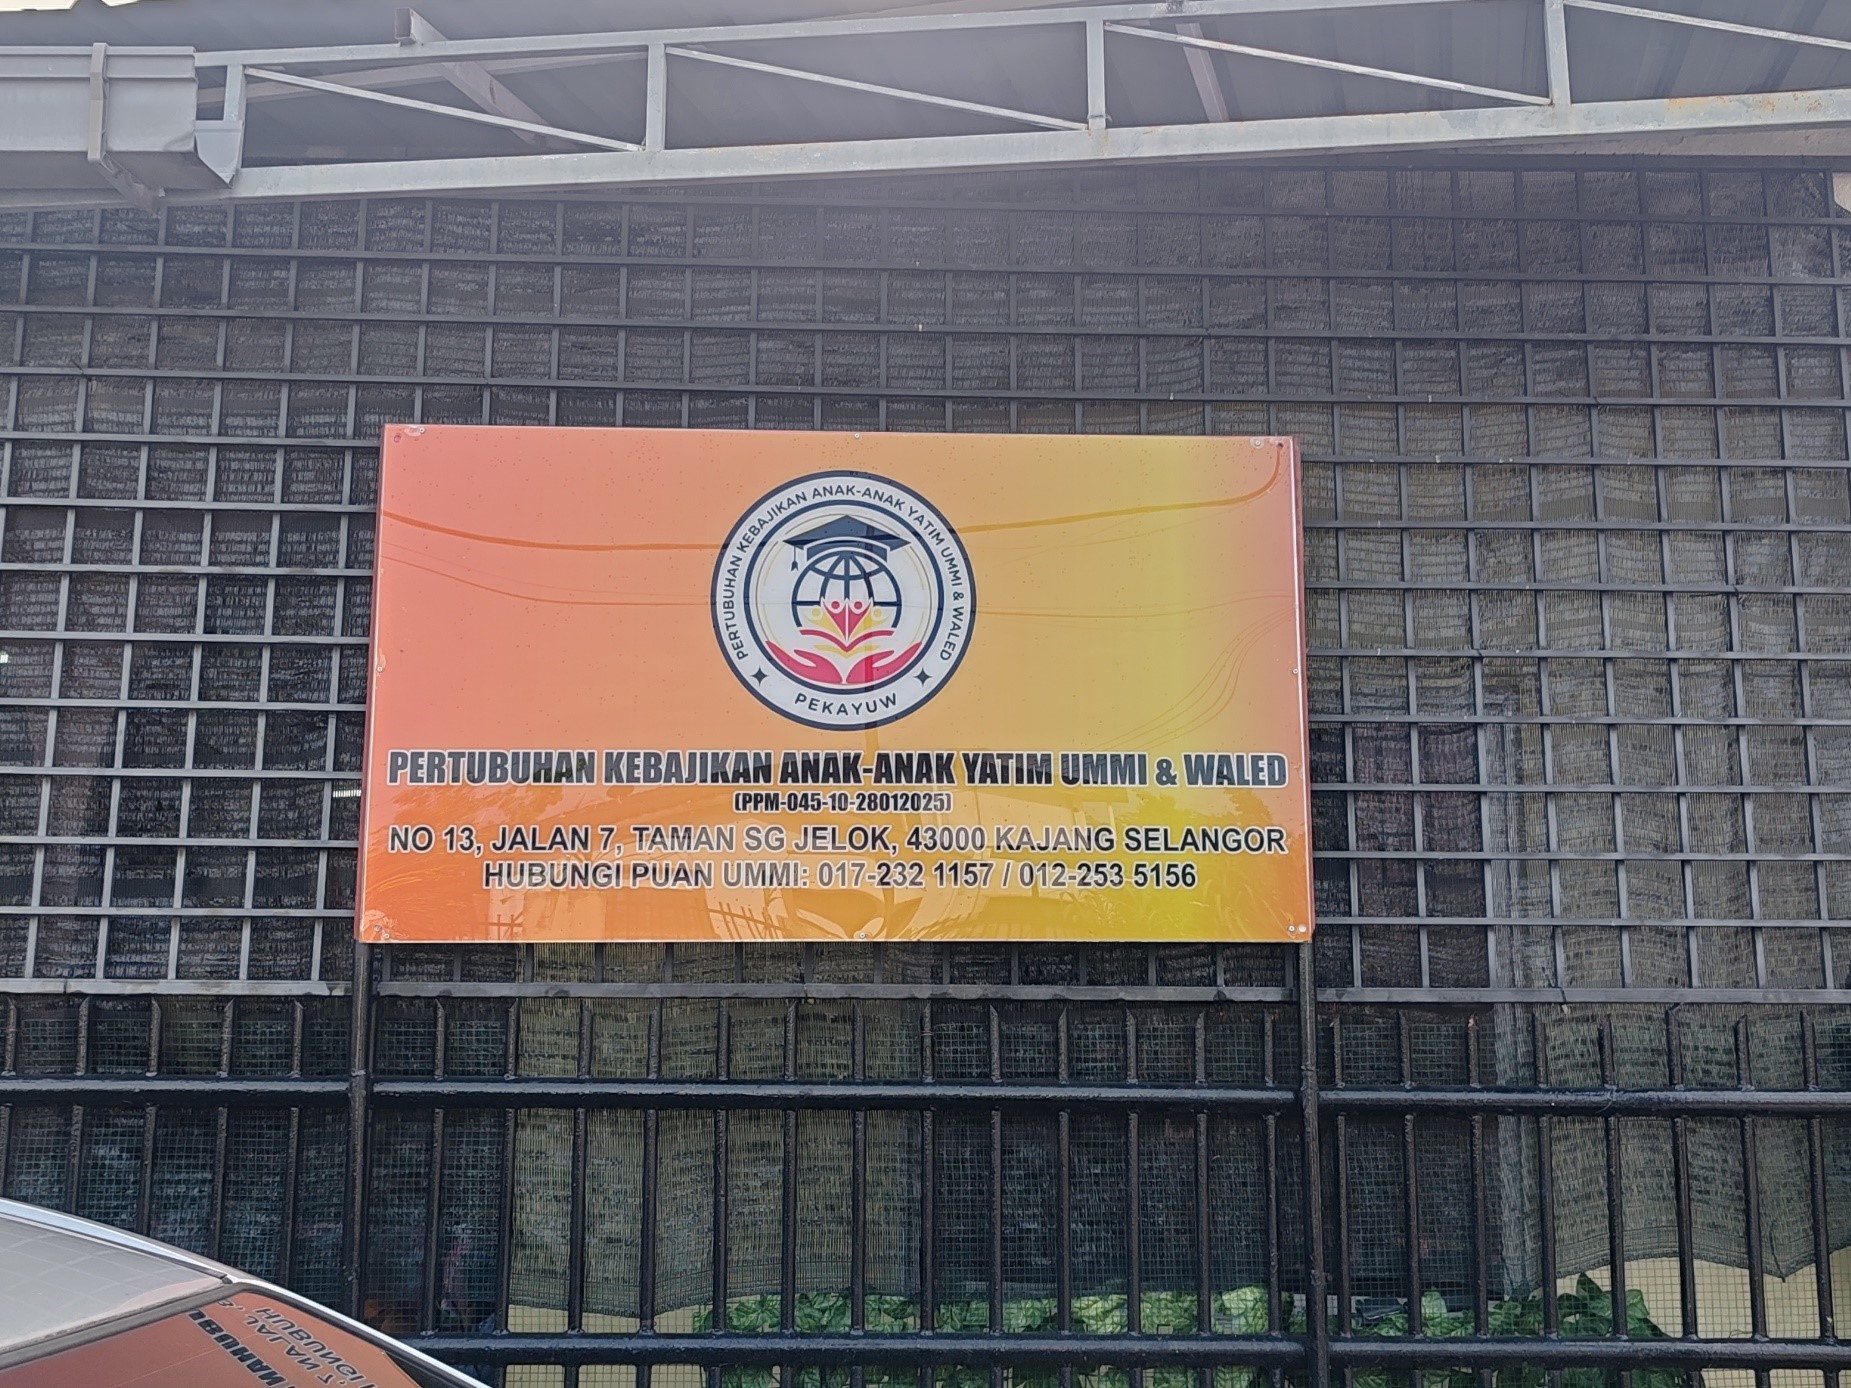 PERTUBUHAN KEBAJIKAN ANAK-ANAK YATIM UMMI & WALED
PEKAYUW
PERTUBUHAN KEBAJIKAN ANAK-ANAK YATIM UMMI & WALED
(PPM-045-10-28012025)
NO 13, JALAN 7, TAMAN SG JELOK, 43000 KAJANG SELANGOR
HUBUNGI PUAN UMMI: 017-232 1157 / 012-253 5156